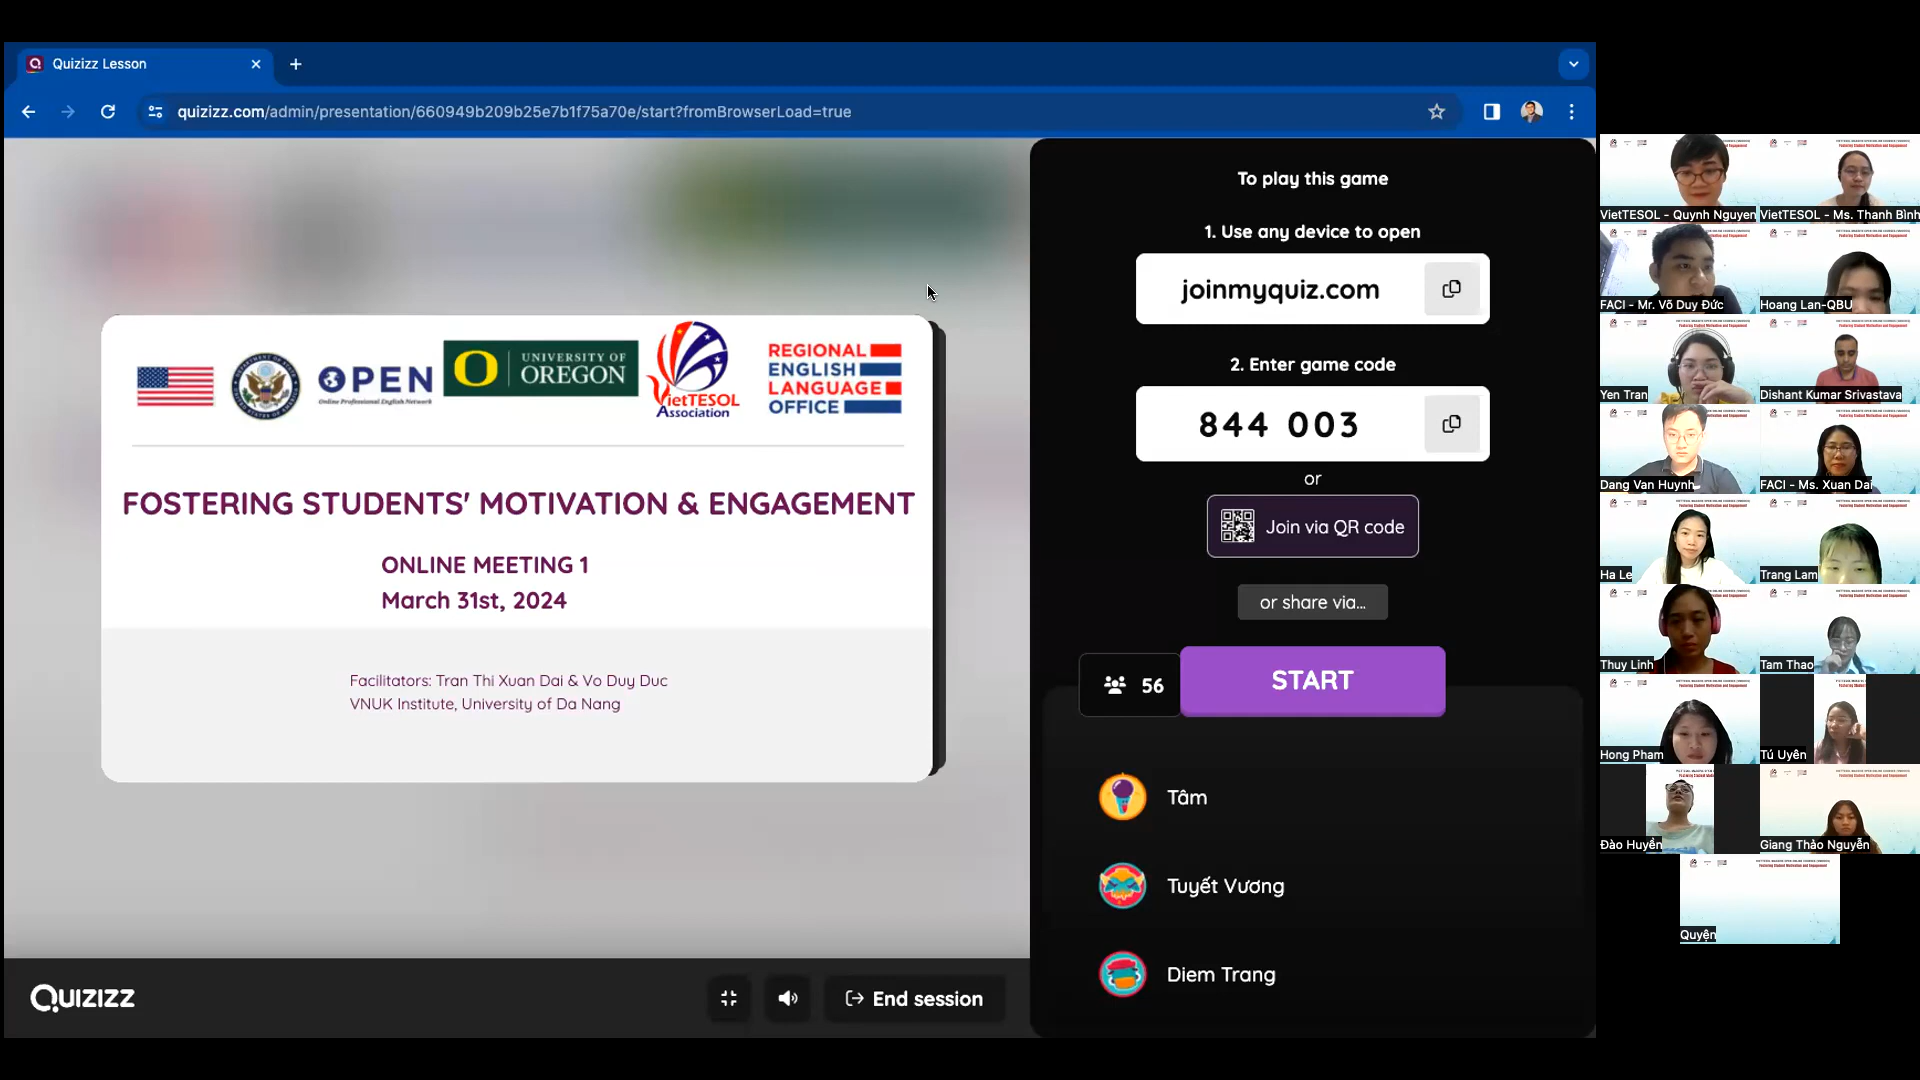 Quizizz Lesson
quizizz.com/admin/presentation/660949b209b25e7b1f75a70e/start?fromBrowserLoad=true
OPEN
Online Professional English Network
O UNIVERSITY OF OREGON
VietTESOL Association
REGIONAL ENGLISH LANGUAGE OFFICE
FOSTERING STUDENTS' MOTIVATION & ENGAGEMENT
ONLINE MEETING 1
March 31st, 2024
Facilitators: Tran Thi Xuan Dai & Vo Duy Duc
VNUK Institute, University of Da Nang
QUIZIZZ
End session
To play this game
1. Use any device to open
joinmyquiz.com
2. Enter game code
844 003
or
Join via QR code
or share via...
56
START
Tâm
Tuyết Vương
Diem Trang
VietTESOL - Quynh Nguyen
VietTESOL - Ms. Thanh Bình
FACI - Mr. Võ Duy Đức
Hoang Lan-QBU
Yen Tran
Dishant Kumar Srivastava
Dang Van Huynh
FACI - Ms. Xuan Dai
Ha Le
Trang Lam
Thuy Linh
Tam Thao
Hong Pham
Tú Uyên
Đào Huyền
Giang Thảo Nguyễn
Quyện